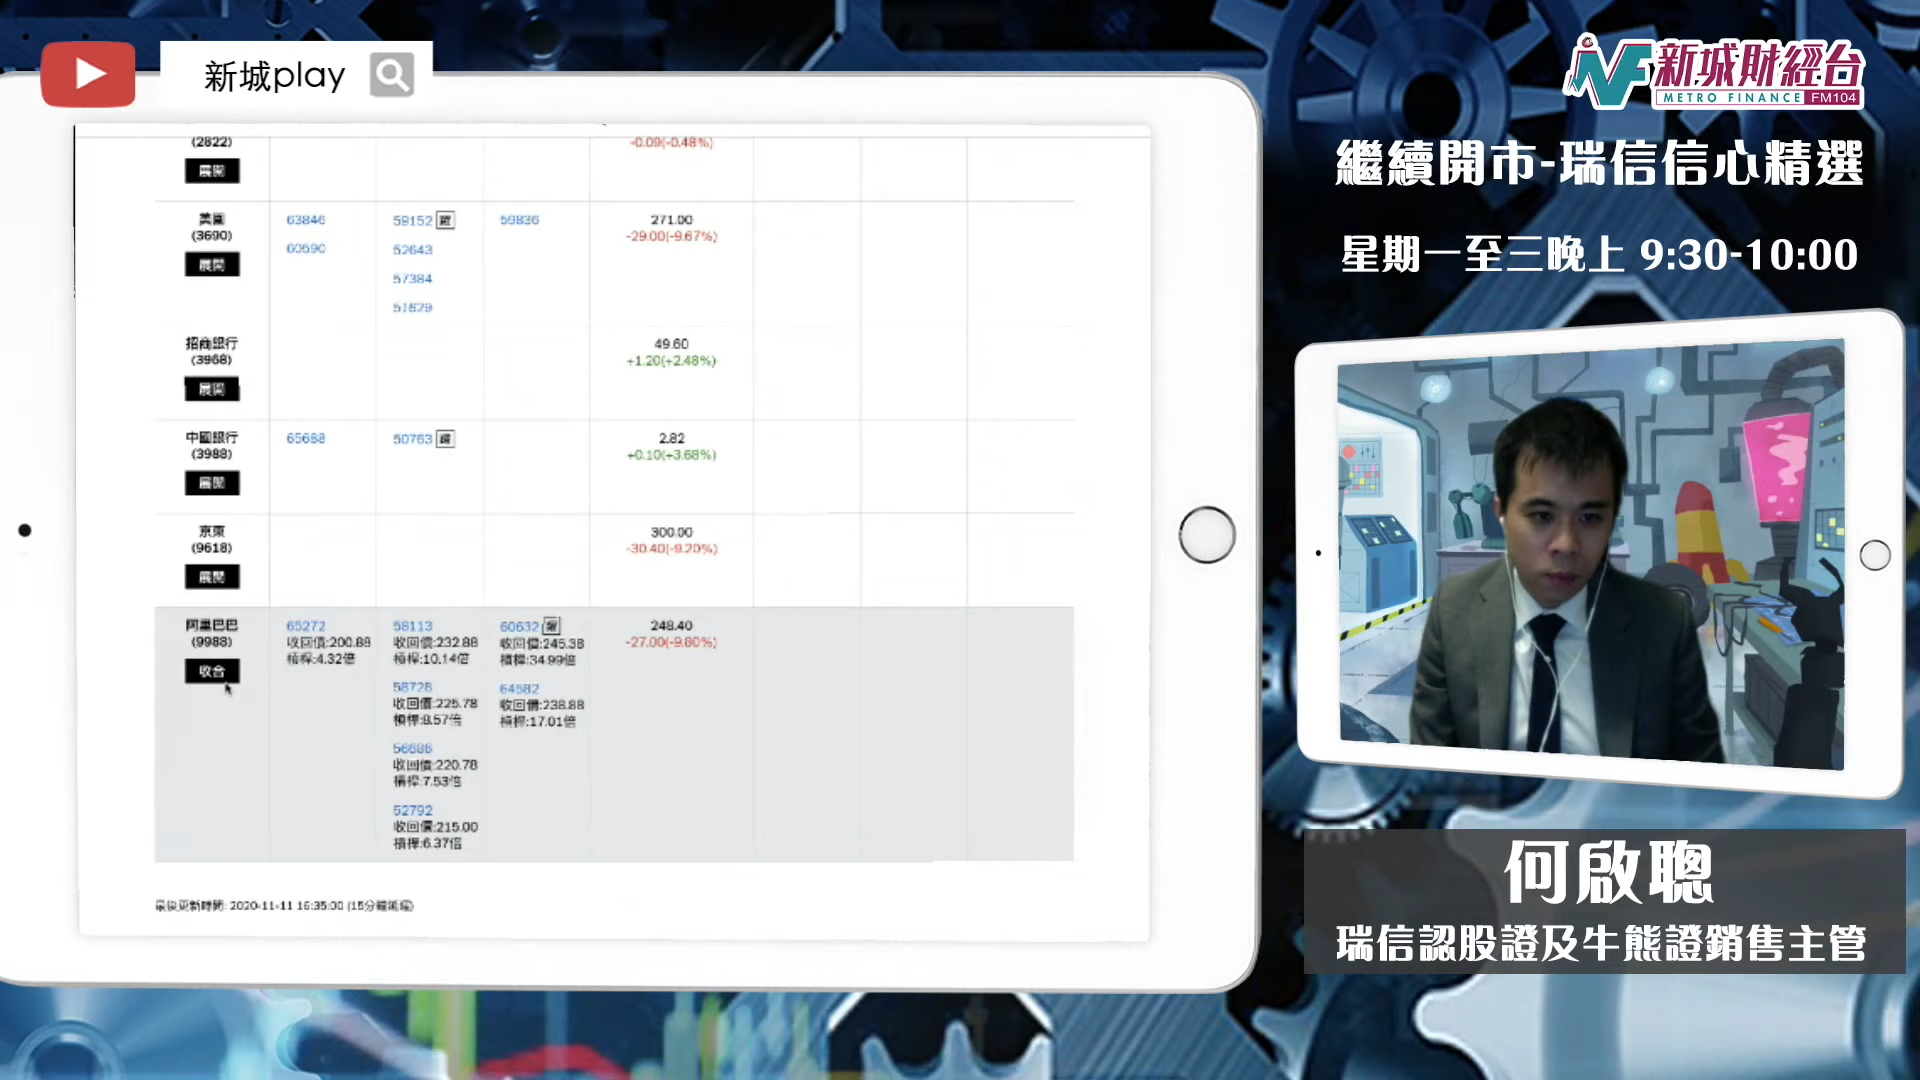 新城play
新城財經台
METRO FINANCE FM104
繼續開市-瑞信信心精選
星期一至三晚上 9:30-10:00
(2822)
-0.09(-0.48%)
展開
美團
(3690)
展開
63846
60590
59152
52643
57384
51629
59836
271.00
-29.00(-9.67%)
招商銀行
(3968)
展開
49.60
+1.20(+2.48%)
中國銀行
(3988)
展開
65688
50763
2.82
+0.10(+3.68%)
京東
(9618)
展開
300.00
-30.40(-9.20%)
阿里巴巴
(9988)
收合
65272
收回價:200.88
槓桿:4.32倍
58113
收回價:232.88
槓桿:10.14倍
58728
收回價:225.78
槓桿:8.57倍
56686
收回價:220.78
槓桿:7.53倍
52792
收回價:215.00
槓桿:6.37倍
60632
收回價:245.38
槓桿:34.99倍
64582
收回價:238.88
槓桿:17.01倍
248.40
-27.00(-9.80%)
最後更新時間: 2020-11-11 16:35:00 (15分鐘延遲)
何啟聰
瑞信認股證及牛熊證銷售主管